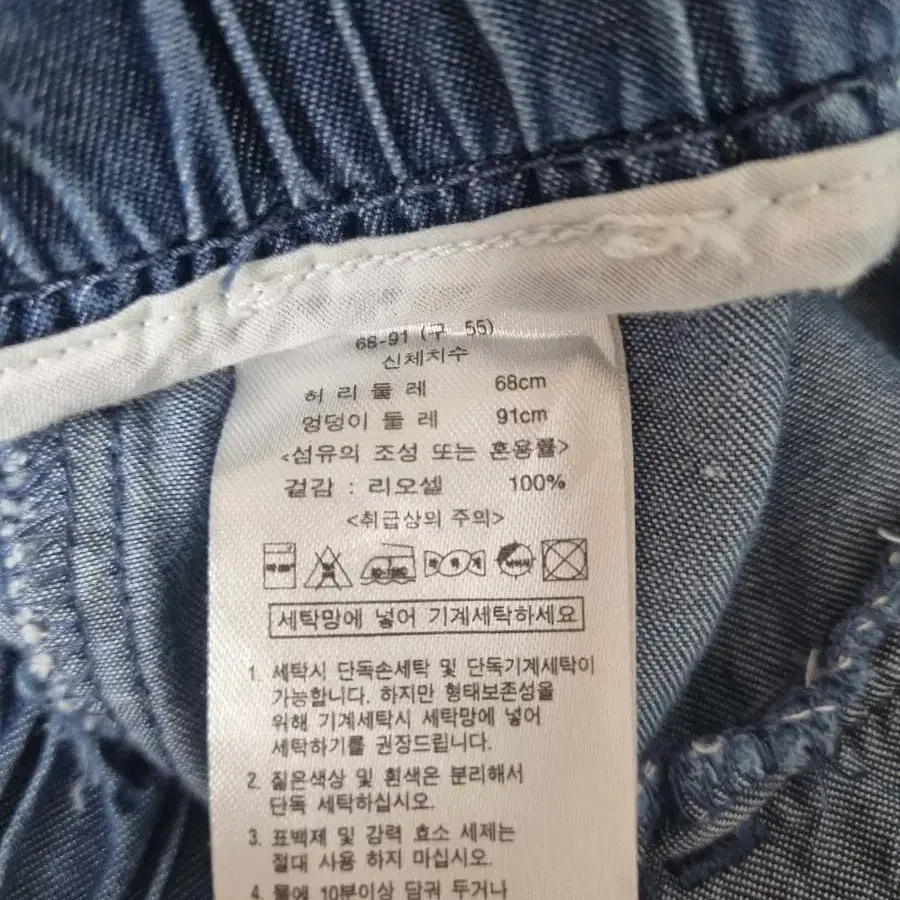 68-91 (구 55)
신체치수
허 리 둘 레 68cm
엉덩이 둘 레 91cm
<섬유의 조성 또는 혼용률>
겉감 : 리오셀 100%
<취급상의 주의>
세탁망에 넣어 기계세탁하세요
1. 세탁시 단독손세탁 및 단독기계세탁이
가능합니다. 하지만 형태보존성을
위해 기계세탁시 세탁망에 넣어
세탁하기를 권장드립니다.
2. 짙은색상 및 흰색은 분리해서
단독 세탁하십시오.
3. 표백제 및 강력 효소 세제는
절대 사용 하지 마십시오.
4. 물에 10분이상 담궈 두거나